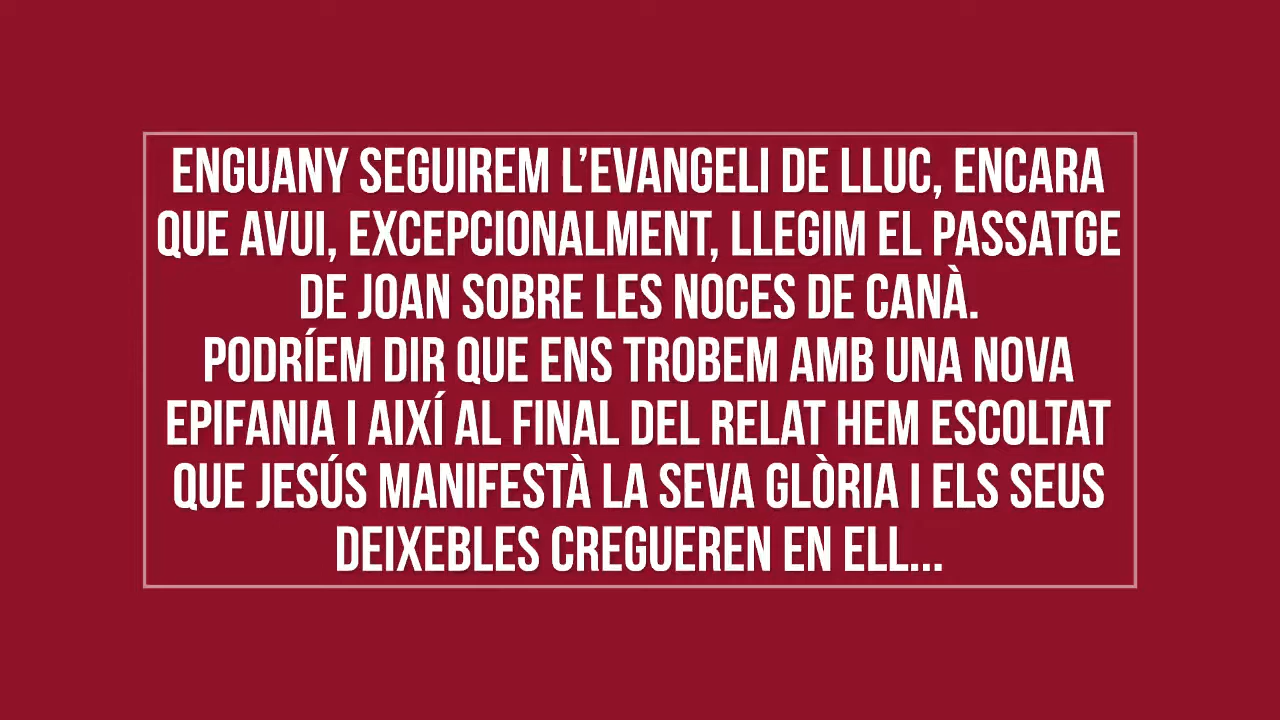 ENGUANY SEGUIREM L’EVANGELI DE LLUC, ENCARA
QUE AVUI, EXCEPCIONALMENT, LLEGIM EL PASSATGE
DE JOAN SOBRE LES NOCES DE CANÀ.
PODRÍEM DIR QUE ENS TROBEM AMB UNA NOVA
EPIFANIA I AIXÍ AL FINAL DEL RELAT HEM ESCOLTAT
QUE JESÚS MANIFESTÀ LA SEVA GLÒRIA I ELS SEUS
DEIXEBLES CREGUEREN EN ELL...